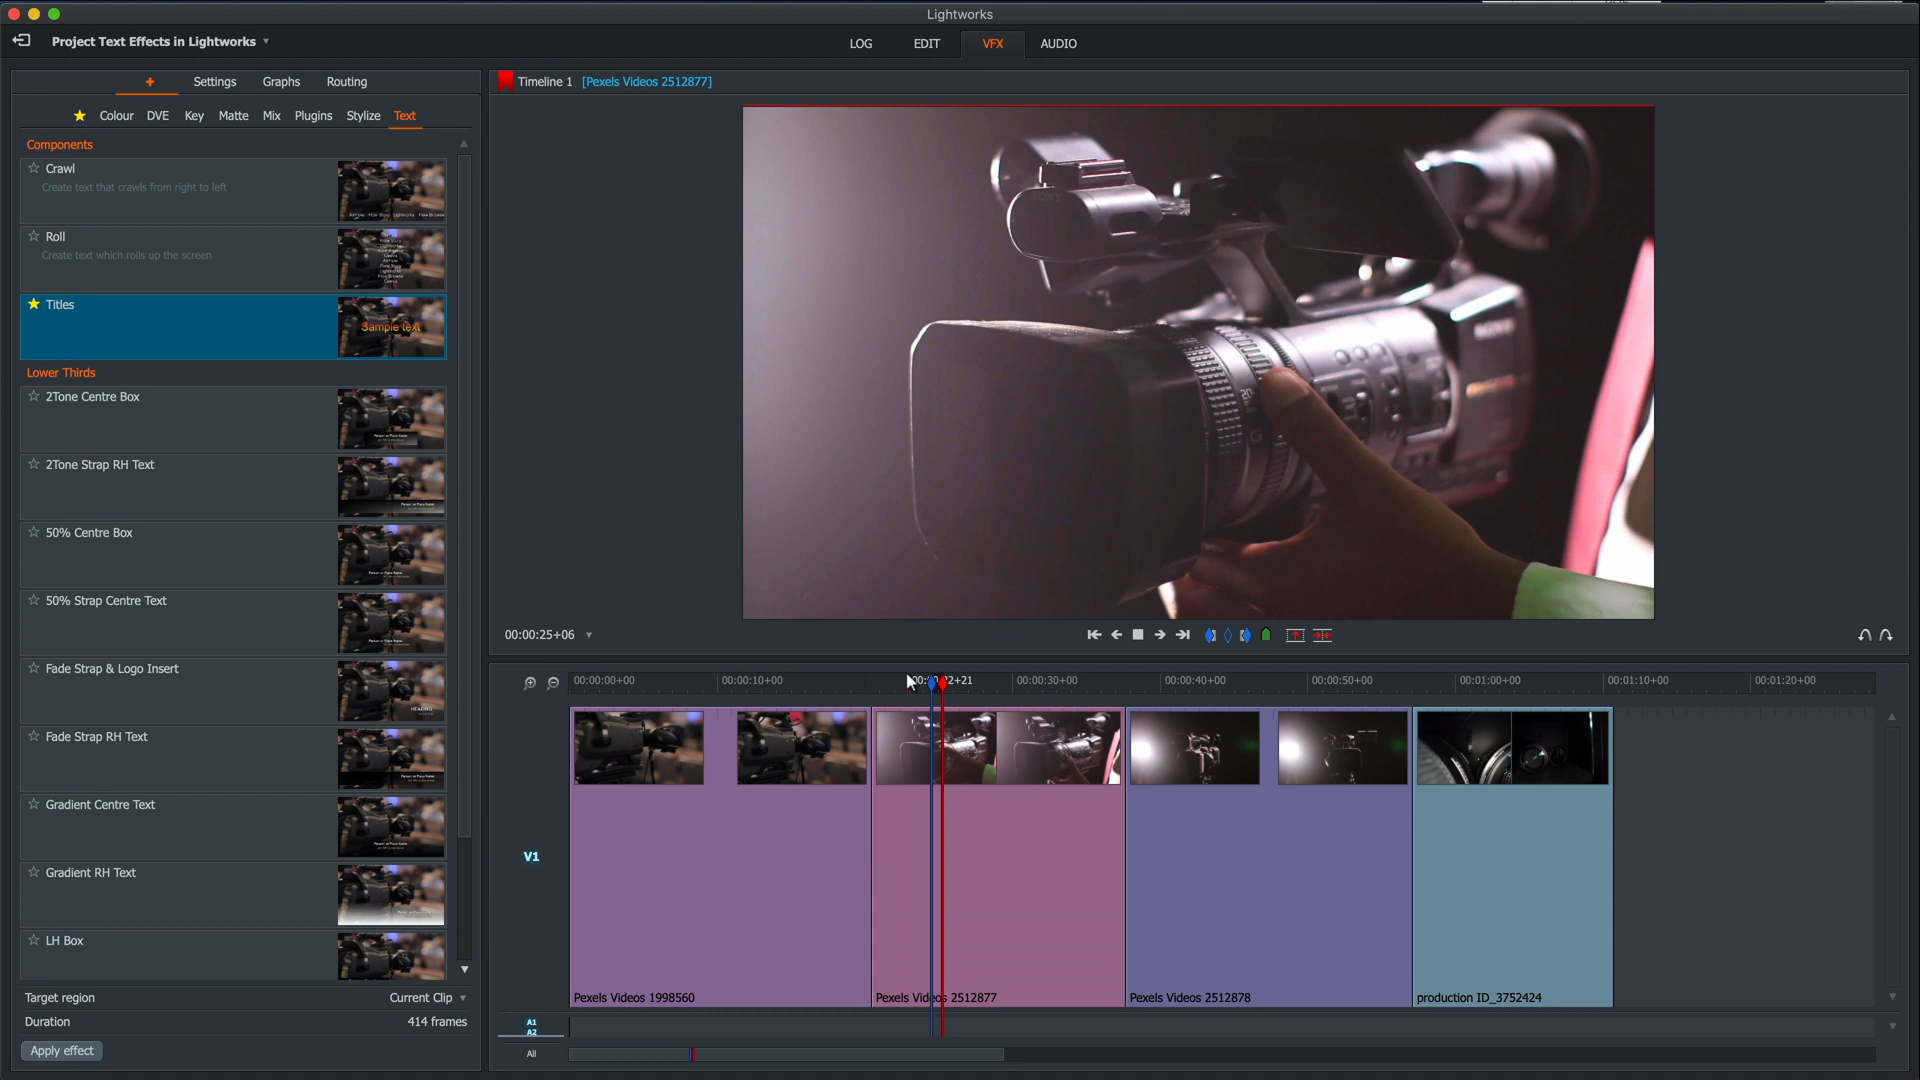 Lightworks
Project Text Effects in Lightworks
LOG EDIT VFX AUDIO
+ Settings Graphs Routing
Colour DVE Key Matte Mix Plugins Stylize Text
Timeline 1 [Pexels Videos 2512877]
Components
Crawl
Create text that crawls from right to left
Roll
Create text which rolls up the screen
Titles
Sample text
Lower Thirds
2Tone Centre Box
2Tone Strap RH Text
50% Centre Box
50% Strap Centre Text
Fade Strap & Logo Insert
HEADING
Fade Strap RH Text
Gradient Centre Text
Gradient RH Text
LH Box
Target region Current Clip
Duration 414 frames
Apply effect
SONY
00:00:25+06
00:00:00+00 00:00:10+00 2+21 00:00:30+00 00:00:40+00 00:00:50+00 00:01:00+00 00:01:10+00 00:01:20+00
V1
Pexels Videos 1998560 Pexels Videos 2512877 Pexels Videos 2512878 production ID_3752424
A1
A2
All